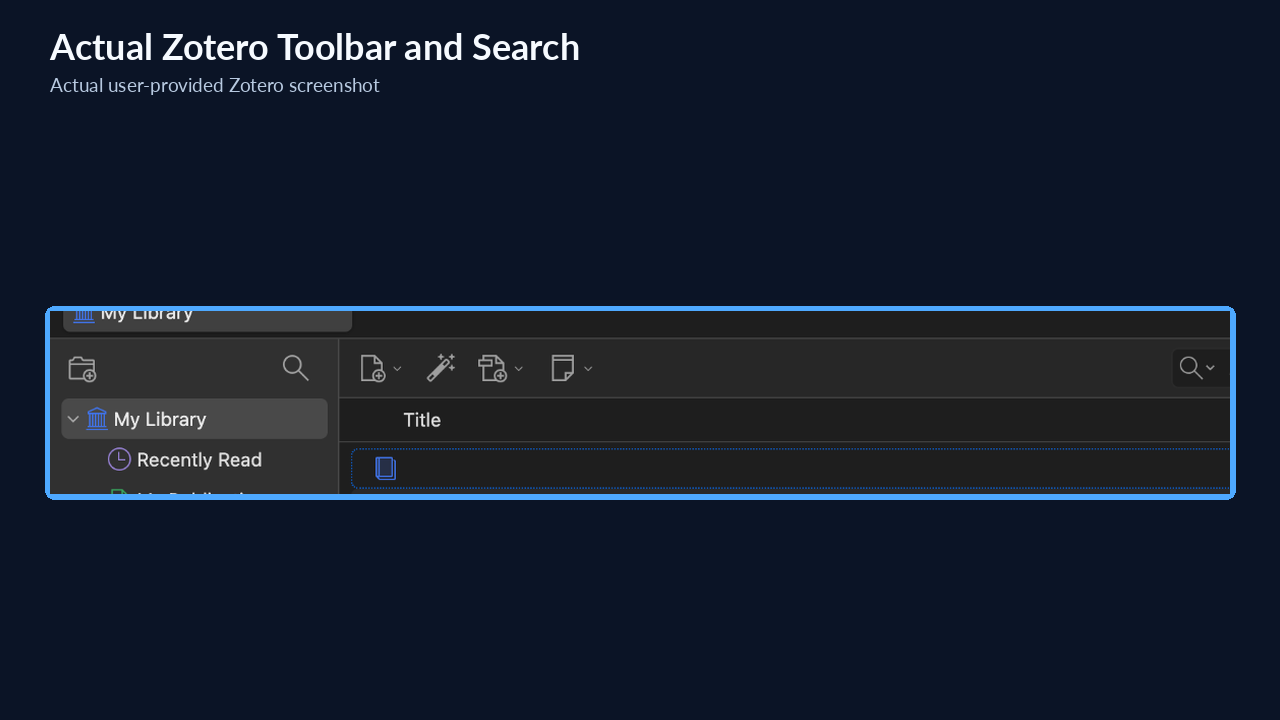 Actual Zotero Toolbar and Search
Actual user-provided Zotero screenshot
My Library
My Library
Title
Recently Read